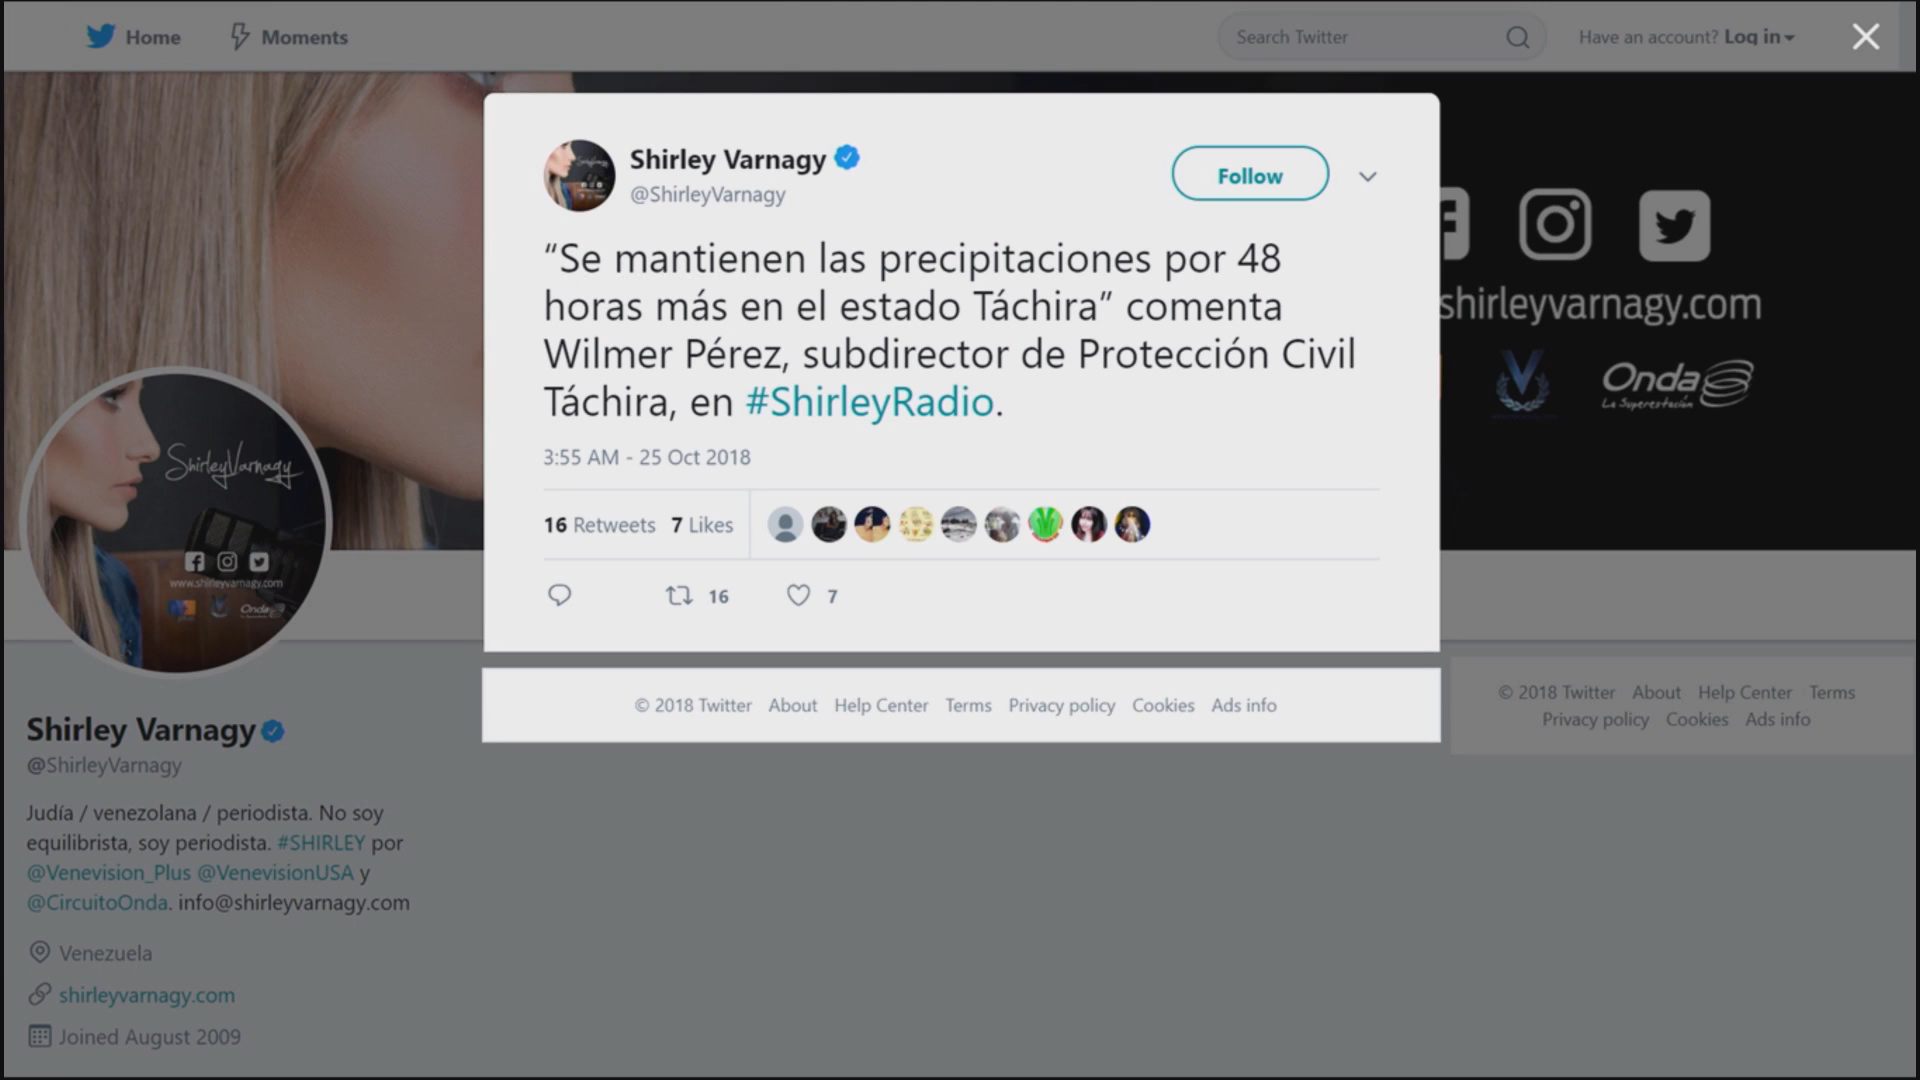 Home
Moments
Search Twitter
Have an account? Log in
Shirley Varnagy
@ShirleyVarnagy
Follow
“Se mantienen las precipitaciones por 48
horas más en el estado Táchira” comenta
Wilmer Pérez, subdirector de Protección Civil
Táchira, en #ShirleyRadio.
3:55 AM - 25 Oct 2018
16 Retweets 7 Likes
16 7
© 2018 Twitter About Help Center Terms Privacy policy Cookies Ads info
shirleyvarnagy.com
Onda
La Superestación
© 2018 Twitter About Help Center Terms
Privacy policy Cookies Ads info
ShirleyVarnagy
www.shirleyvarnagy.com
Onda
Shirley Varnagy
@ShirleyVarnagy
Judía / venezolana / periodista. No soy
equilibrista, soy periodista. #SHIRLEY por
@Venevision_Plus @VenevisionUSA y
@CircuitoOnda. info@shirleyvarnagy.com
Venezuela
shirleyvarnagy.com
Joined August 2009